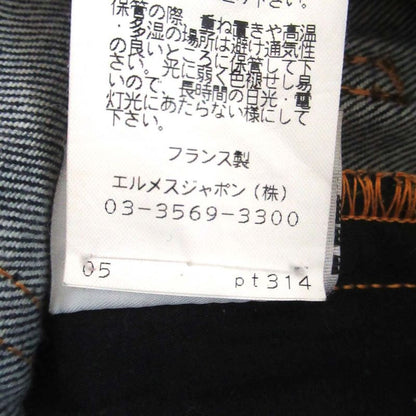 保管の際、重ね置きや高温
・多湿の場所は避け通気性
の良いところに保管して下
さい。光に弱く色褪せし易
いので、長時間の日光・電
灯光にあたらない様にして
下さい。
フランス製
エルメスジャポン(株)
03-3569-3300
05 pt314